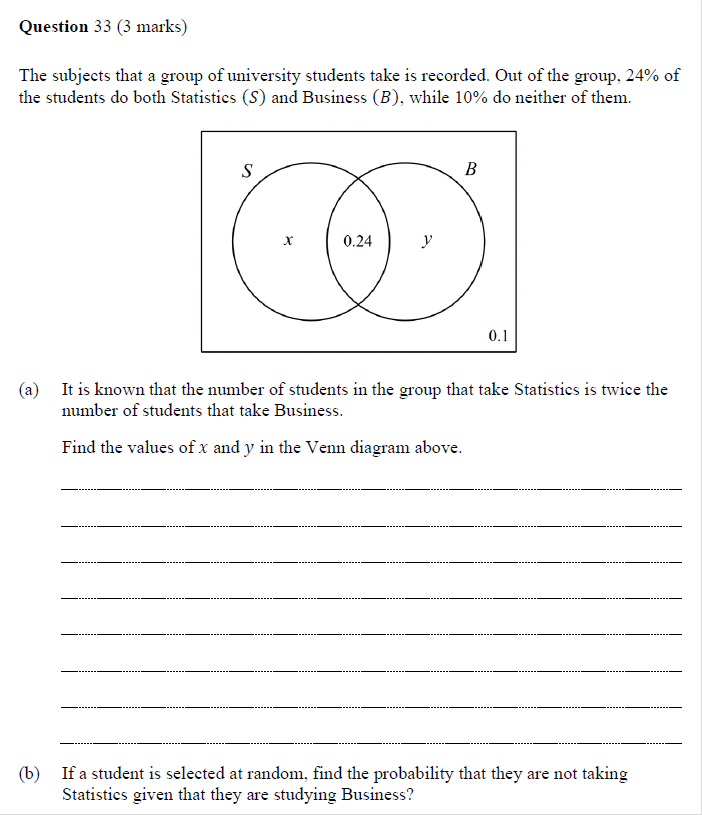 Question 33 (3 marks)
The subjects that a group of university students take is recorded. Out of the group, 24% of
the students do both Statistics (S) and Business (B), while 10% do neither of them.
S
B
x
0.24
y
0.1
(a) It is known that the number of students in the group that take Statistics is twice the
number of students that take Business.
Find the values of x and y in the Venn diagram above.
(b) If a student is selected at random, find the probability that they are not taking
Statistics given that they are studying Business?